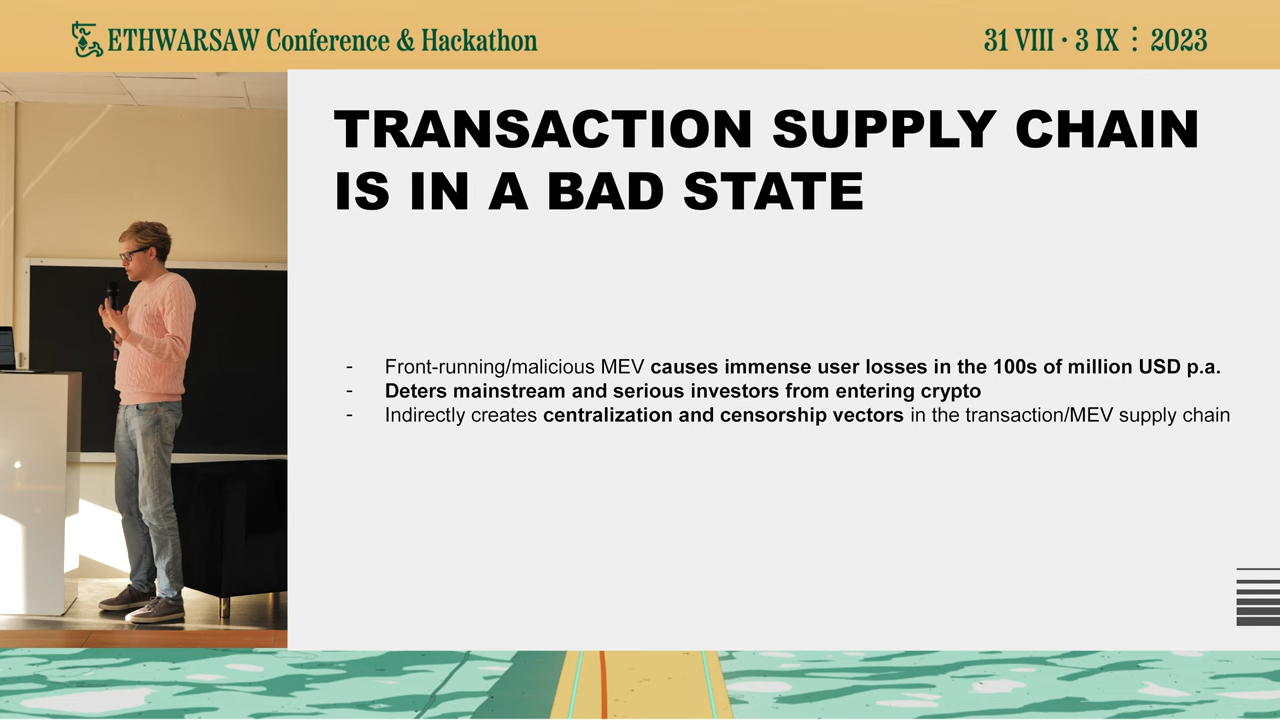 ETHWARSAW Conference & Hackathon
31 VIII · 3 IX ⋮ 2023
TRANSACTION SUPPLY CHAIN
IS IN A BAD STATE
- Front-running/malicious MEV causes immense user losses in the 100s of million USD p.a.
- Deters mainstream and serious investors from entering crypto
- Indirectly creates centralization and censorship vectors in the transaction/MEV supply chain